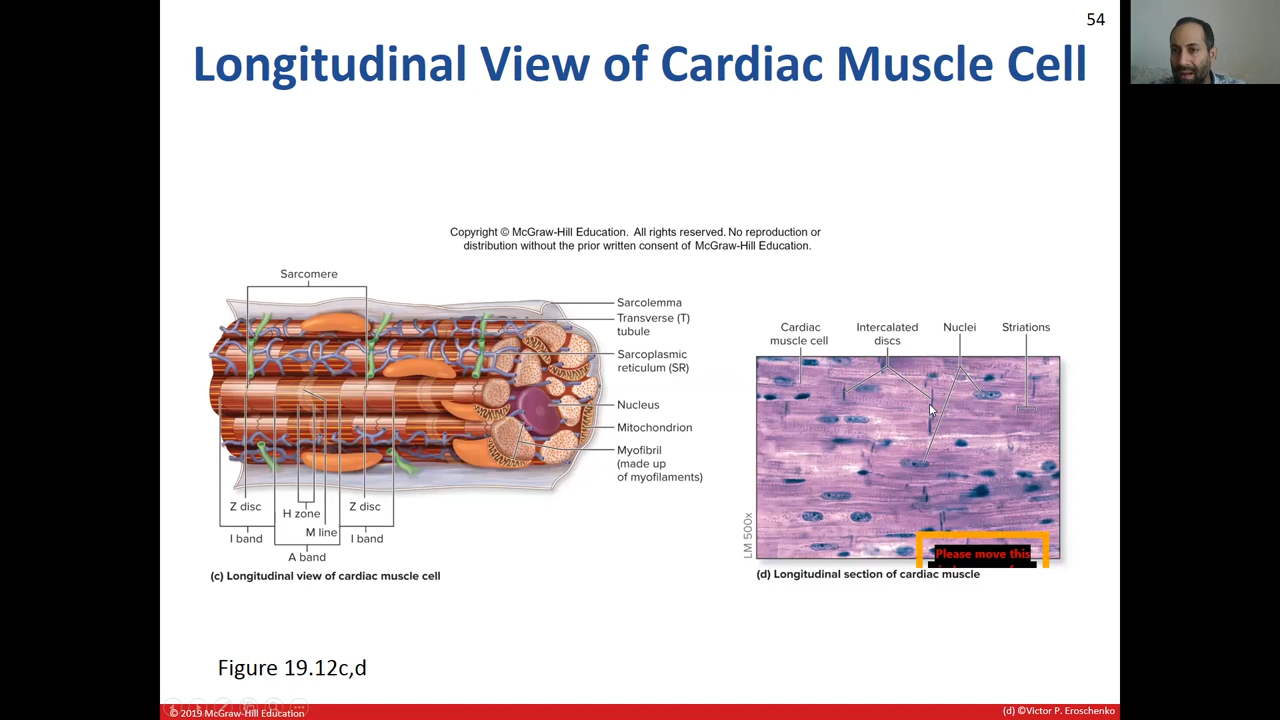 54
Longitudinal View of Cardiac Muscle Cell
Copyright © McGraw-Hill Education. All rights reserved. No reproduction or
distribution without the prior written consent of McGraw-Hill Education.
Sarcomere
Sarcolemma
Transverse (T)
tubule
Sarcoplasmic
reticulum (SR)
Nucleus
Mitochondrion
Myofibril
(made up
of myofilaments)
Z disc
H zone
Z disc
I band
M line
I band
A band
(c) Longitudinal view of cardiac muscle cell
Cardiac
muscle cell
Intercalated
discs
Nuclei
Striations
LM 500x
Please move this
(d) Longitudinal section of cardiac muscle
Figure 19.12c,d
© 2019 McGraw-Hill Education
(d) ©Victor P. Eroschenko